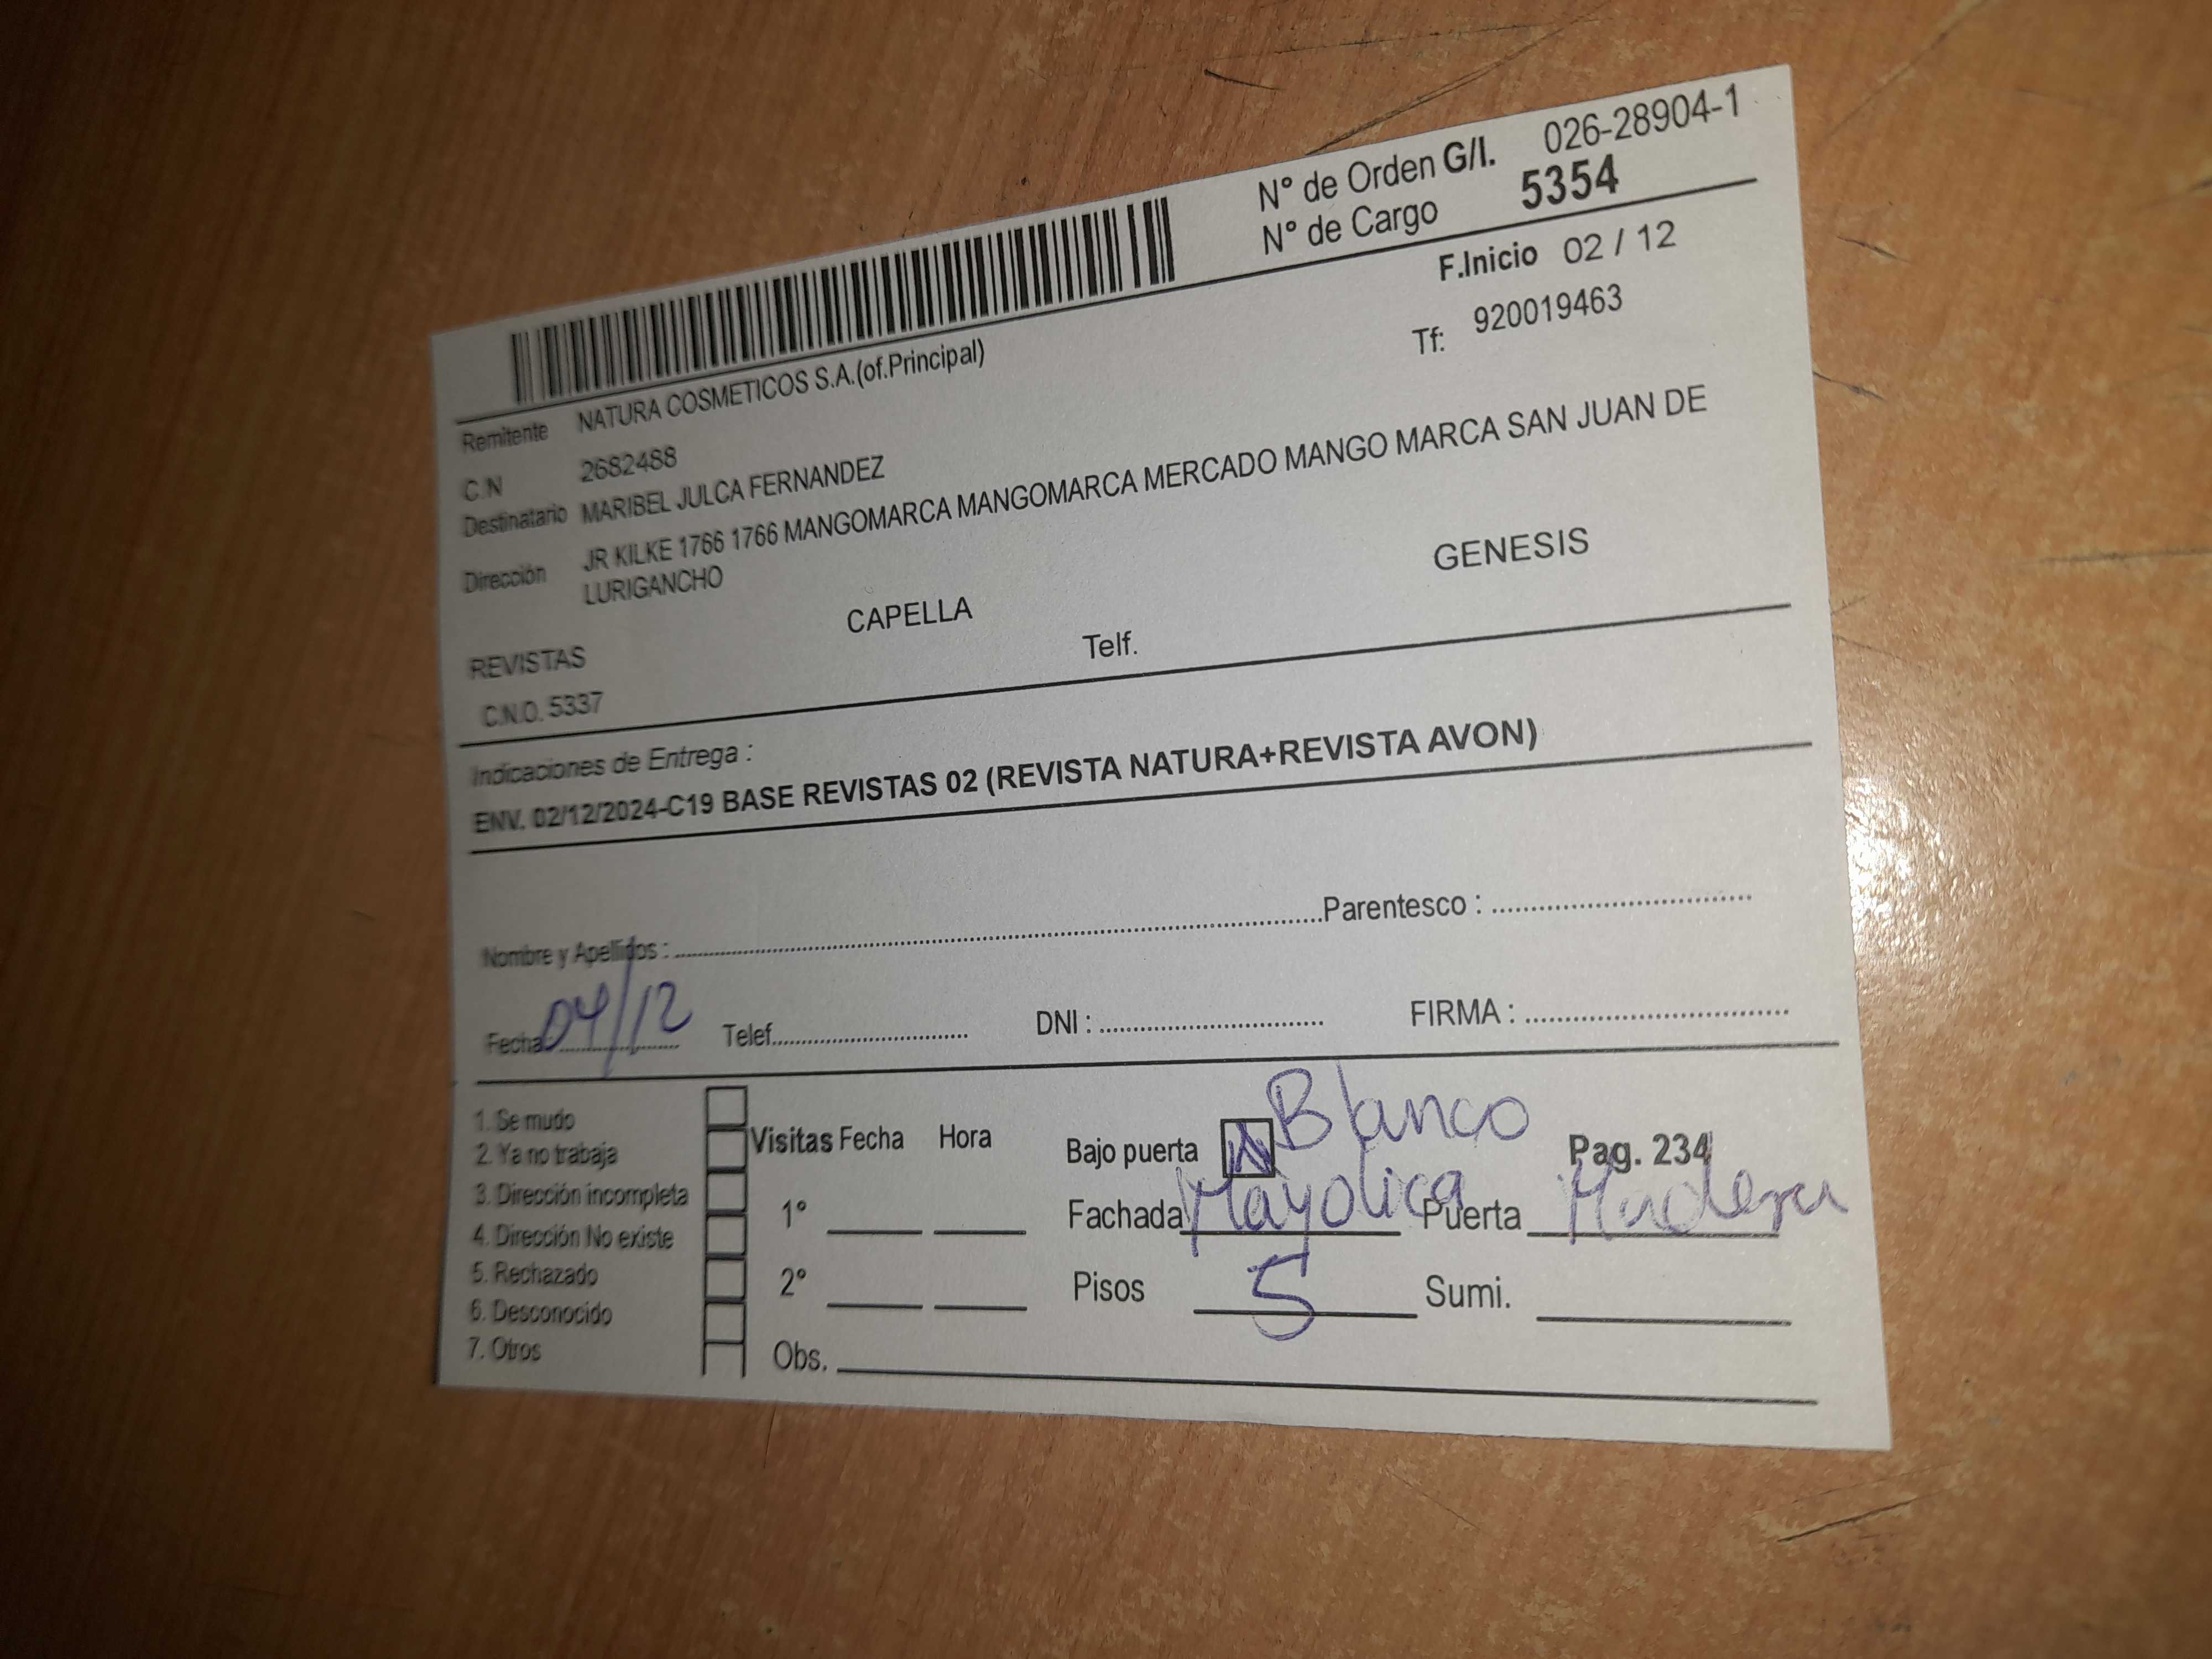 N° de Orden G/I. 026-28904-1
N° de Cargo 5354
F.Inicio 02 / 12
Remitente NATURA COSMETICOS S.A.(of.Principal)
Tf: 920019463
C.N 2682488
Destinatario MARIBEL JULCA FERNANDEZ
Dirección JR KILKE 1766 1766 MANGOMARCA MANGOMARCA MERCADO MANGO MARCA SAN JUAN DE
LURIGANCHO
REVISTAS CAPELLA GENESIS
C.N.O. 5337 Telf.
Indicaciones de Entrega :
ENV. 02/12/2024-C19 BASE REVISTAS 02 (REVISTA NATURA+REVISTA AVON)
Nombre y Apellidos : Parentesco :
Fecha: 04/12 Telef. DNI : FIRMA :
1. Se mudo
2. Ya no trabaja
3. Dirección incompleta
4. Dirección No existe
5. Rechazado
6. Desconocido
7. Otros
Visitas Fecha Hora
1°
2°
Obs.
Bajo puerta Blanco Pag. 234
Fachada Mayolica Puerta Madera
Pisos 5 Sumi.